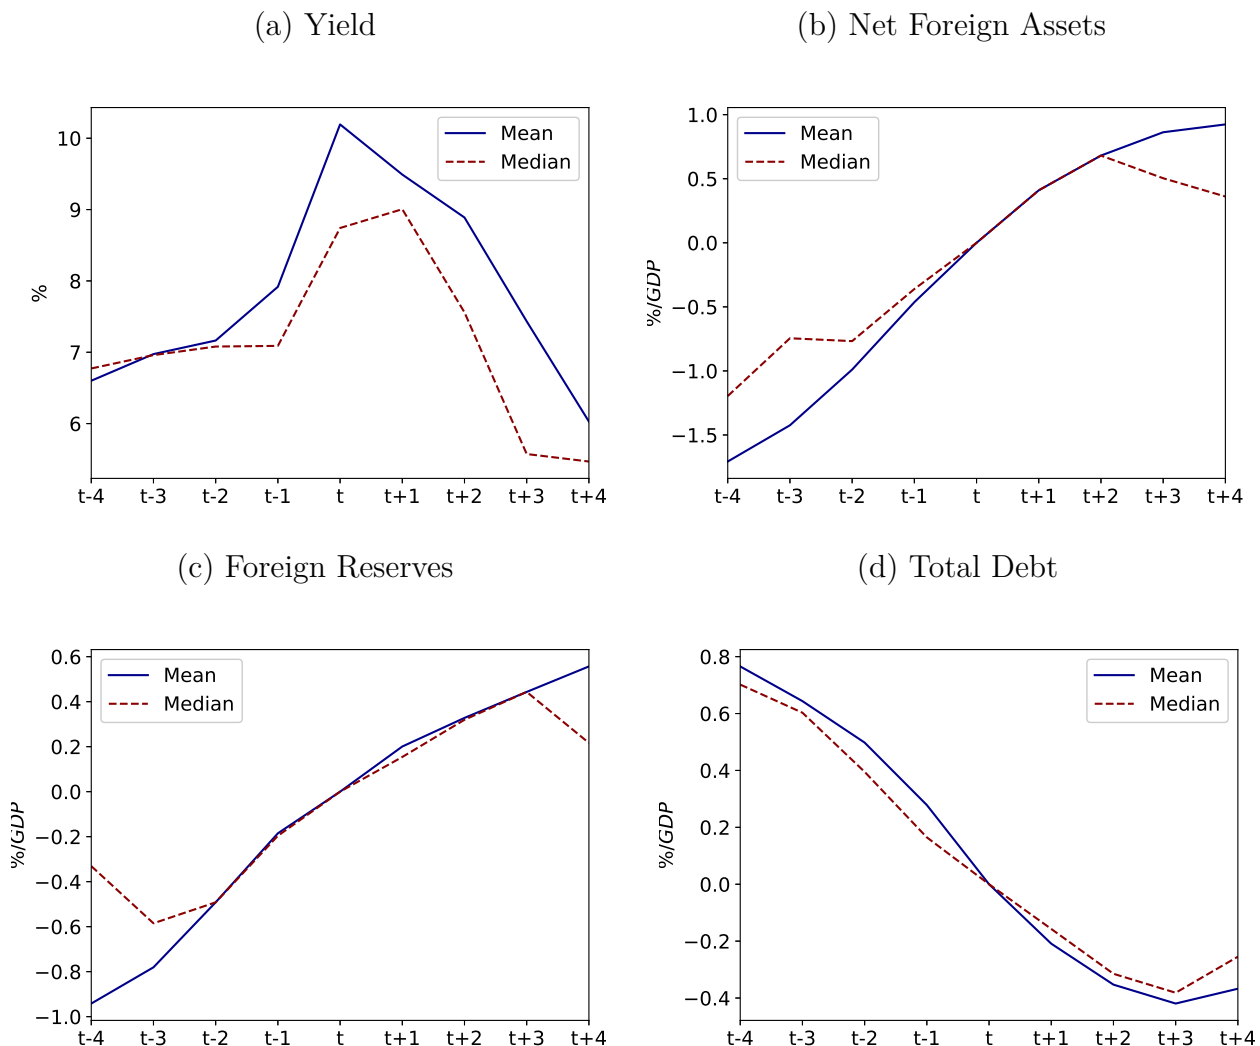 (a) Yield
10
9
8
7
6
%
Mean
Median
t-4 t-3 t-2 t-1 t t+1 t+2 t+3 t+4
(b) Net Foreign Assets
1.0
0.5
0.0
−0.5
−1.0
−1.5
%/GDP
Mean
Median
t-4 t-3 t-2 t-1 t t+1 t+2 t+3 t+4
(c) Foreign Reserves
0.6
0.4
0.2
0.0
−0.2
−0.4
−0.6
−0.8
−1.0
%/GDP
Mean
Median
t-4 t-3 t-2 t-1 t t+1 t+2 t+3 t+4
(d) Total Debt
0.8
0.6
0.4
0.2
0.0
−0.2
−0.4
%/GDP
Mean
Median
t-4 t-3 t-2 t-1 t t+1 t+2 t+3 t+4